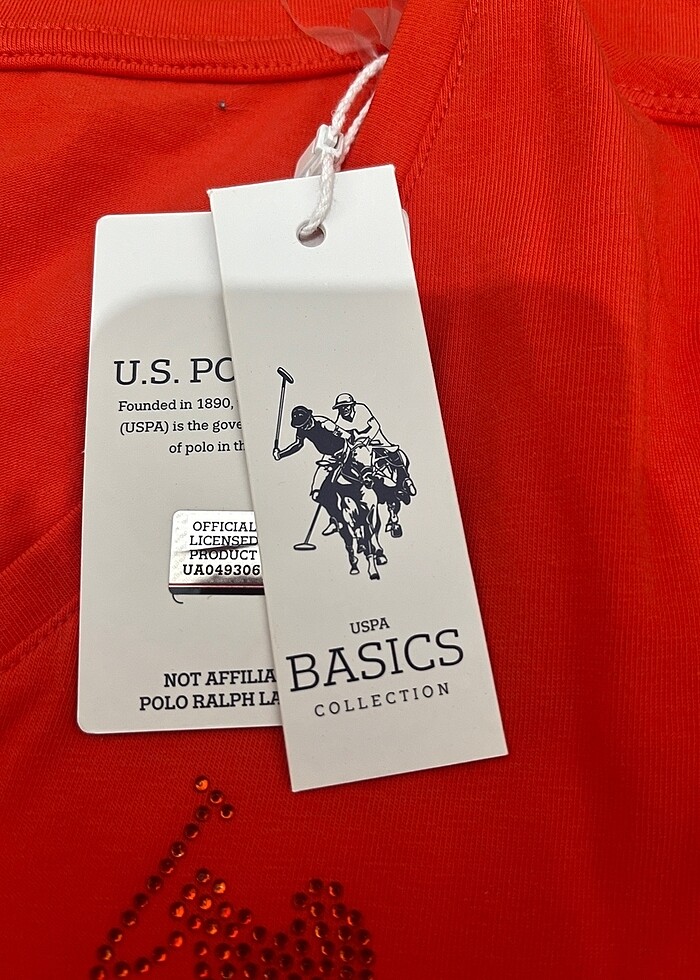 U.S. PO
Founded in 1890,
(USPA) is the gove
of polo in th
OFFICIAL
LICENSED
PRODUCT
UA049306
NOT AFFILIA
POLO RALPH LA
USPA
BASICS
COLLECTION